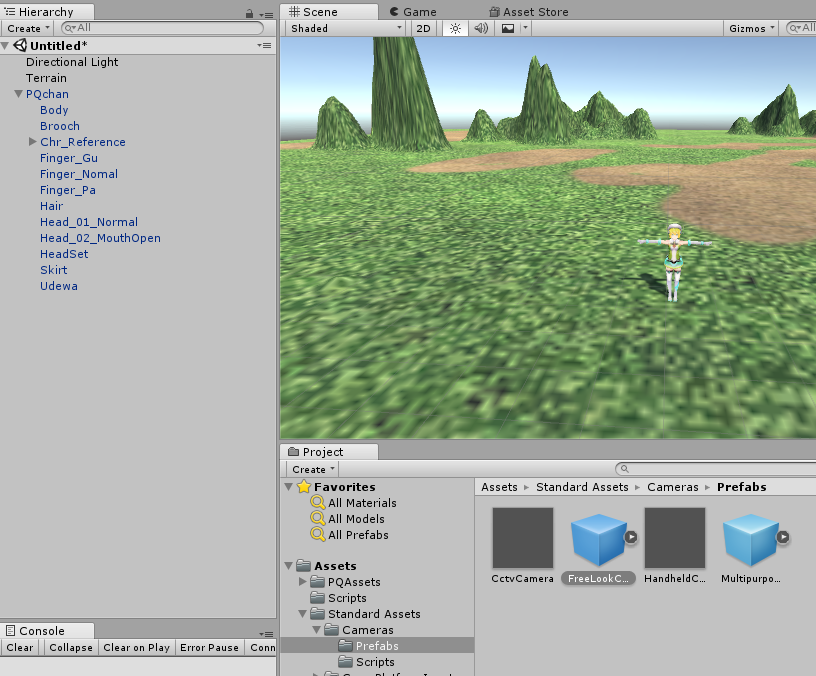 Hierarchy
Create
All
Untitled*
Directional Light
Terrain
PQchan
Body
Brooch
Chr_Reference
Finger_Gu
Finger_Nomal
Finger_Pa
Hair
Head_01_Normal
Head_02_MouthOpen
HeadSet
Skirt
Udewa
Console
Clear Collapse Clear on Play Error Pause Conn
Scene Game Asset Store
Shaded 2D Gizmos All
Project
Create
Favorites
All Materials
All Models
All Prefabs
Assets
PQAssets
Scripts
Standard Assets
Cameras
Prefabs
Scripts
Assets Standard Assets Cameras Prefabs
CctvCamera FreeLookC... HandheldC... Multipurpo...